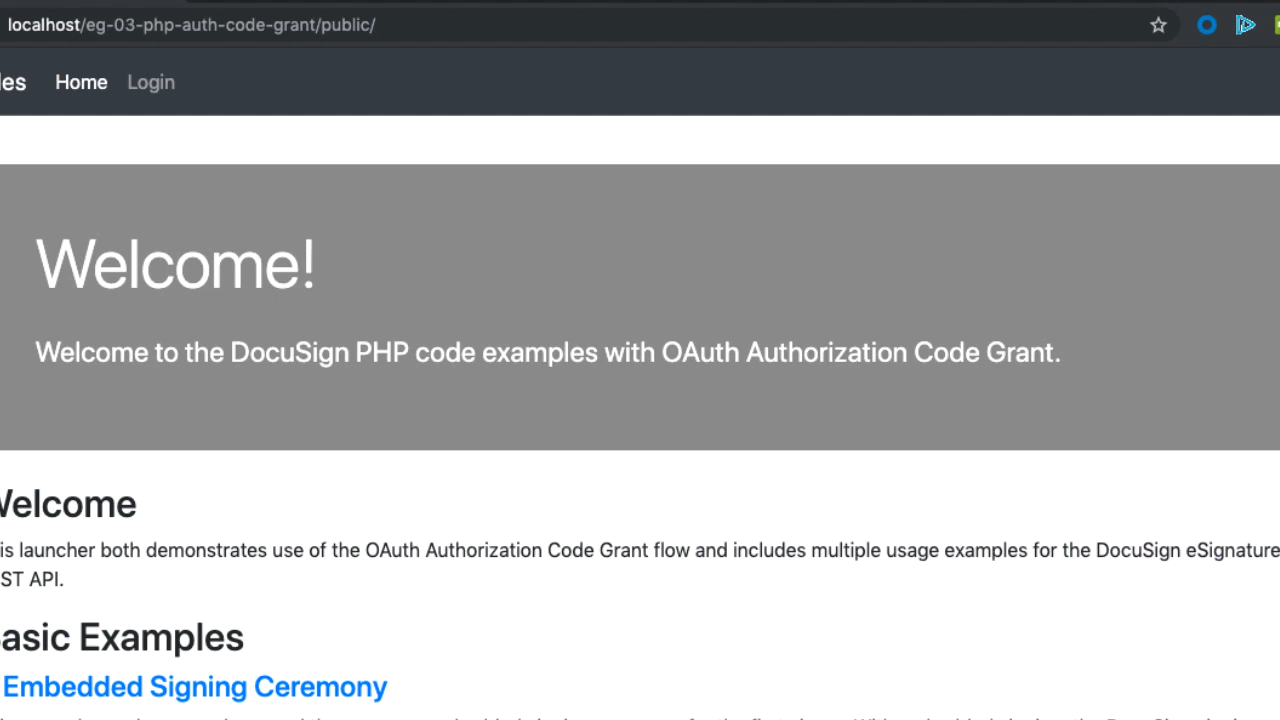 localhost/eg-03-php-auth-code-grant/public/
les Home Login
Welcome!
Welcome to the DocuSign PHP code examples with OAuth Authorization Code Grant.
Welcome
is launcher both demonstrates use of the OAuth Authorization Code Grant flow and includes multiple usage examples for the DocuSign eSignature
ST API.
asic Examples
Embedded Signing Ceremony